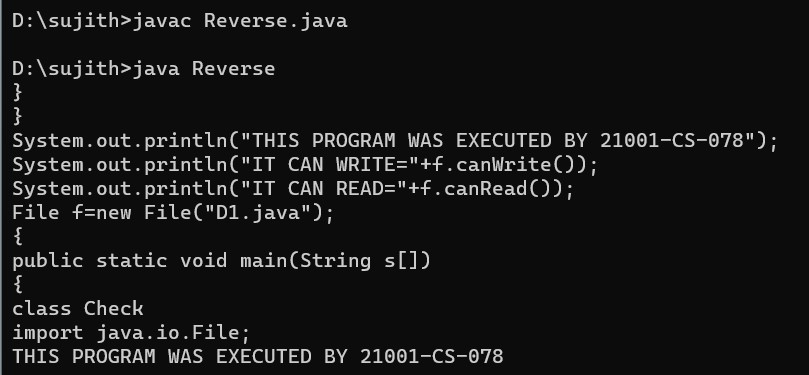 D:\sujith>javac Reverse.java
D:\sujith>java Reverse
}
}
System.out.println("THIS PROGRAM WAS EXECUTED BY 21001-CS-078");
System.out.println("IT CAN WRITE="+f.canWrite());
System.out.println("IT CAN READ="+f.canRead());
File f=new File("D1.java");
{
public static void main(String s[])
{
class Check
import java.io.File;
THIS PROGRAM WAS EXECUTED BY 21001-CS-078